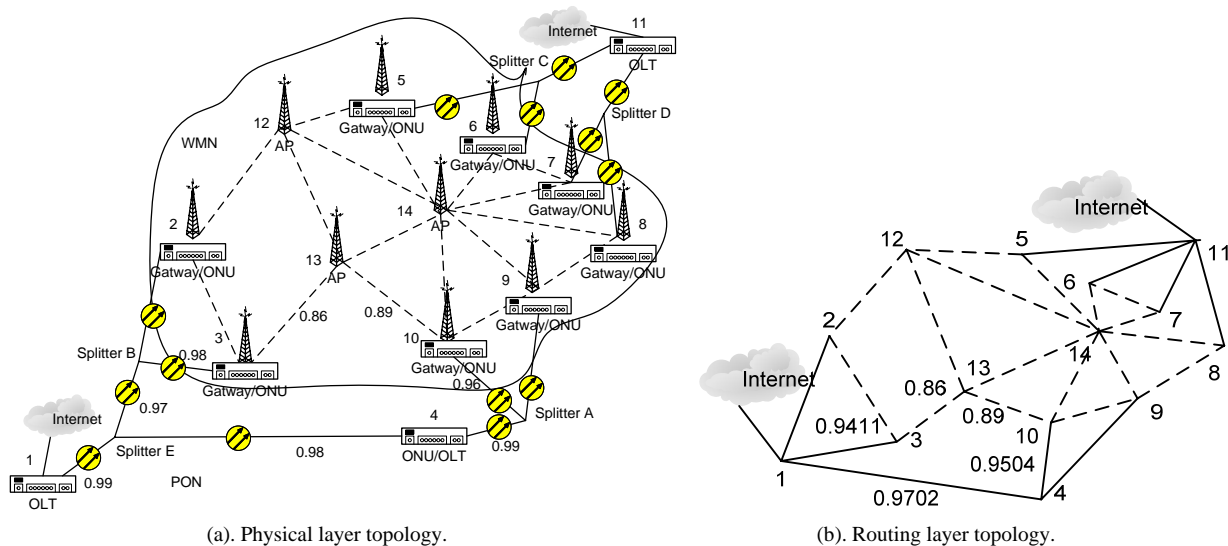 11
Internet
OLT
Splitter C
5
Splitter D
12
Gatway/ONU
6
WMN
AP
Gatway/ONU
7
2
14
Gatway/ONU
AP
8
13
Gatway/ONU
AP
9
Gatway/ONU
0.86
0.89
Gatway/ONU
3
10
Splitter B
0.98
Gatway/ONU
Gatway/ONU
0.96
0.97
Splitter A
Internet
4
Splitter E
0.99
1
0.98
ONU/OLT
0.99
PON
OLT
(a). Physical layer topology.
Internet
12
5
11
6
2
7
14
13
8
Internet
0.86
0.89
9
0.9411
3
10
0.9504
1
0.9702
4
(b). Routing layer topology.